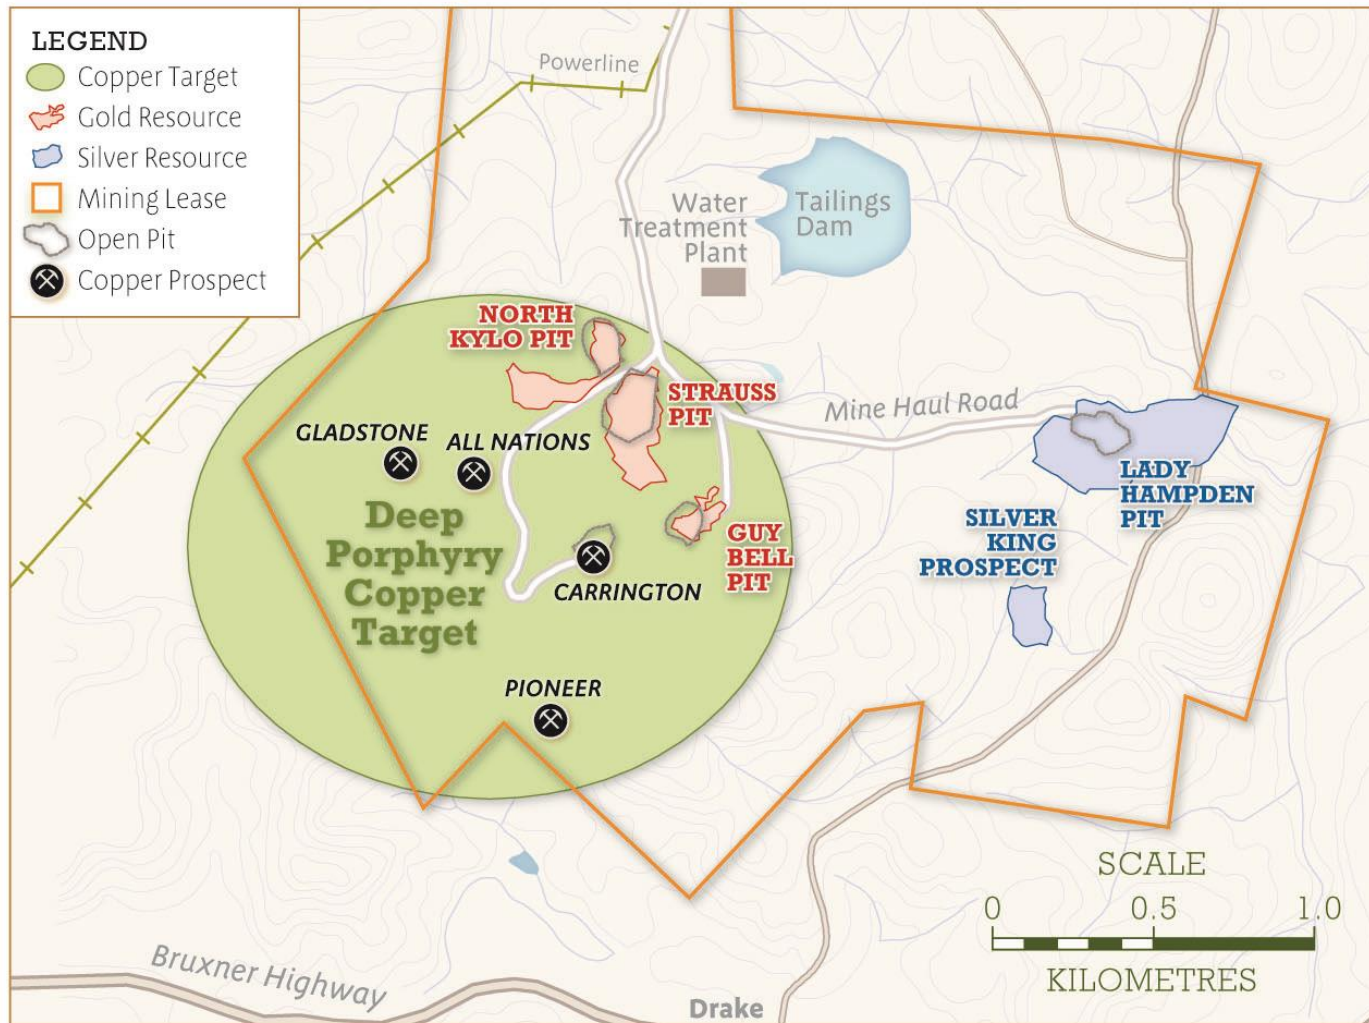 LEGEND
Copper Target
Gold Resource
Silver Resource
Mining Lease
Open Pit
Copper Prospect
Powerline
Water
Treatment
Plant
Tailings
Dam
NORTH
KYLO PIT
STRAUSS
PIT
Mine Haul Road
GLADSTONE
ALL NATIONS
LADY
HAMPDEN
PIT
Deep
Porphyry
Copper
Target
SILVER
KING
PROSPECT
GUY
BELL
PIT
CARRINGTON
PIONEER
SCALE
0 0.5 1.0
KILOMETRES
Bruxner Highway
Drake